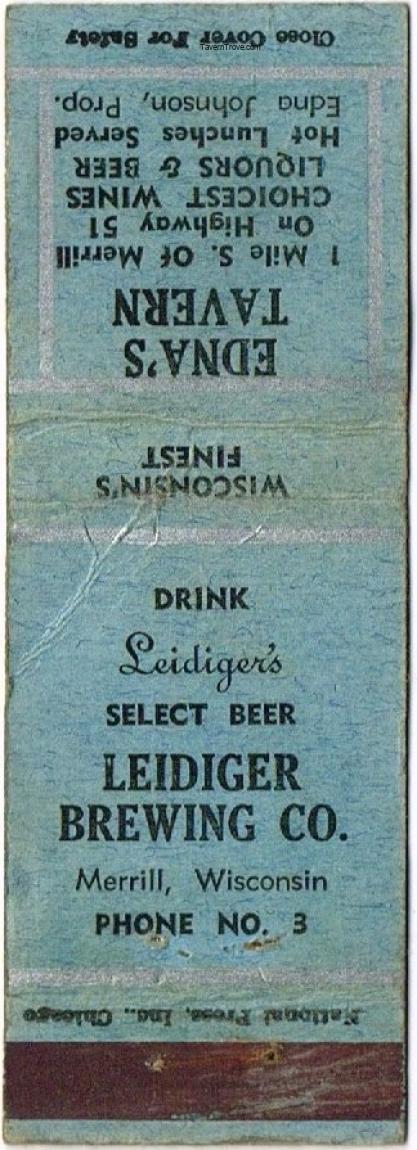 Close Cover For Safety
TavernTrove.com
EDNA'S
TAVERN
1 Mile S. Of Merrill
On Highway 51
CHOICEST WINES
LIQUORS & BEER
Hot Lunches Served
Edna Johnson, Prop.
WISCONSIN'S
FINEST
DRINK
Leidiger's
SELECT BEER
LEIDIGER
BREWING CO.
Merrill, Wisconsin
PHONE NO. 3
National Press, Inc., Chicago